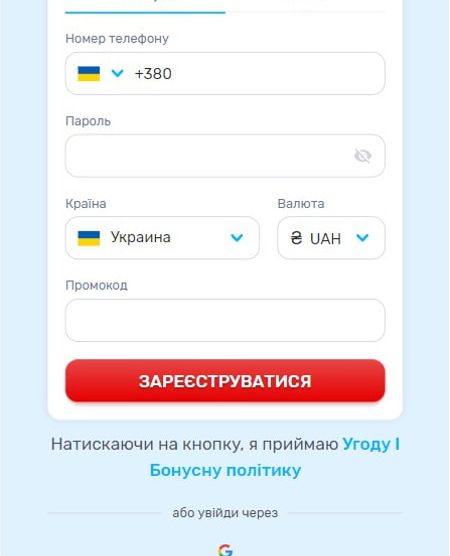 Номер телефону
+380
Пароль
Країна Валюта
Украина ₴ UAH
Промокод
ЗАРЕЄСТРУВАТИСЯ
Натискаючи на кнопку, я приймаю Угоду І
Бонусну політику
або увійди через